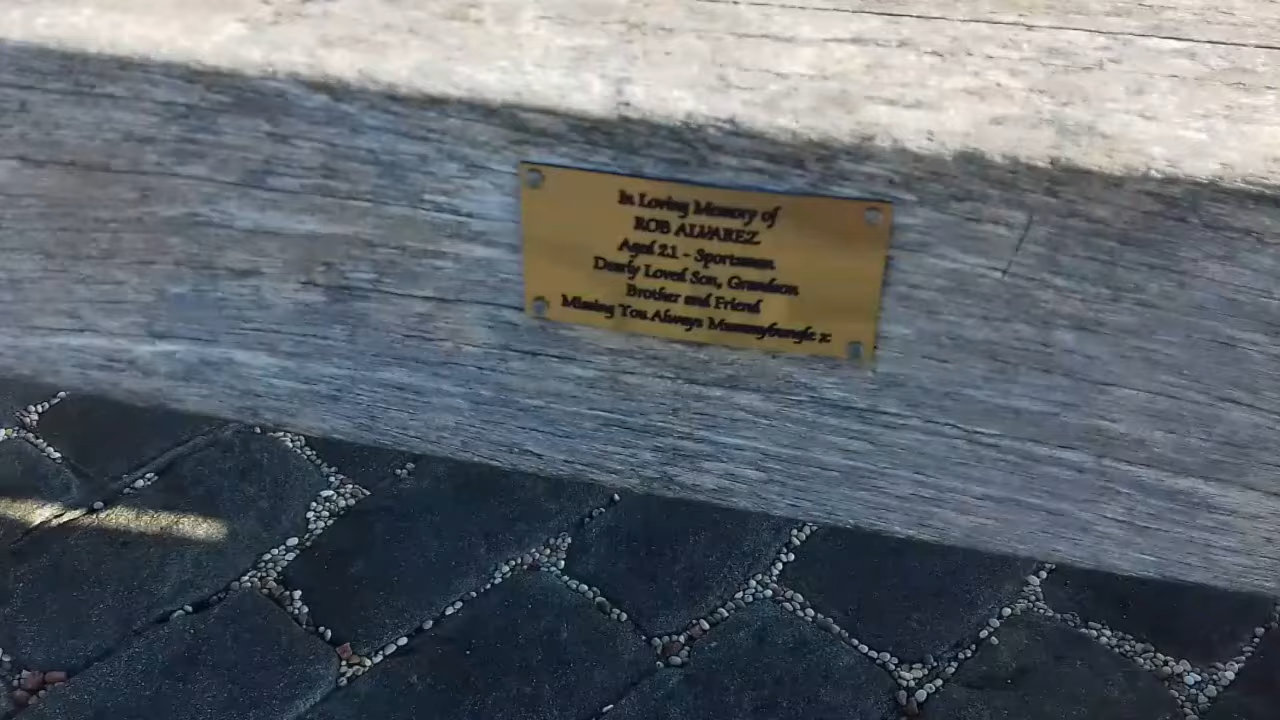 In Loving Memory of
ROB ALVAREZ
Aged 21 - Sportsman
Dearly Loved Son, Grandson
Brother and Friend
Missing You Always x